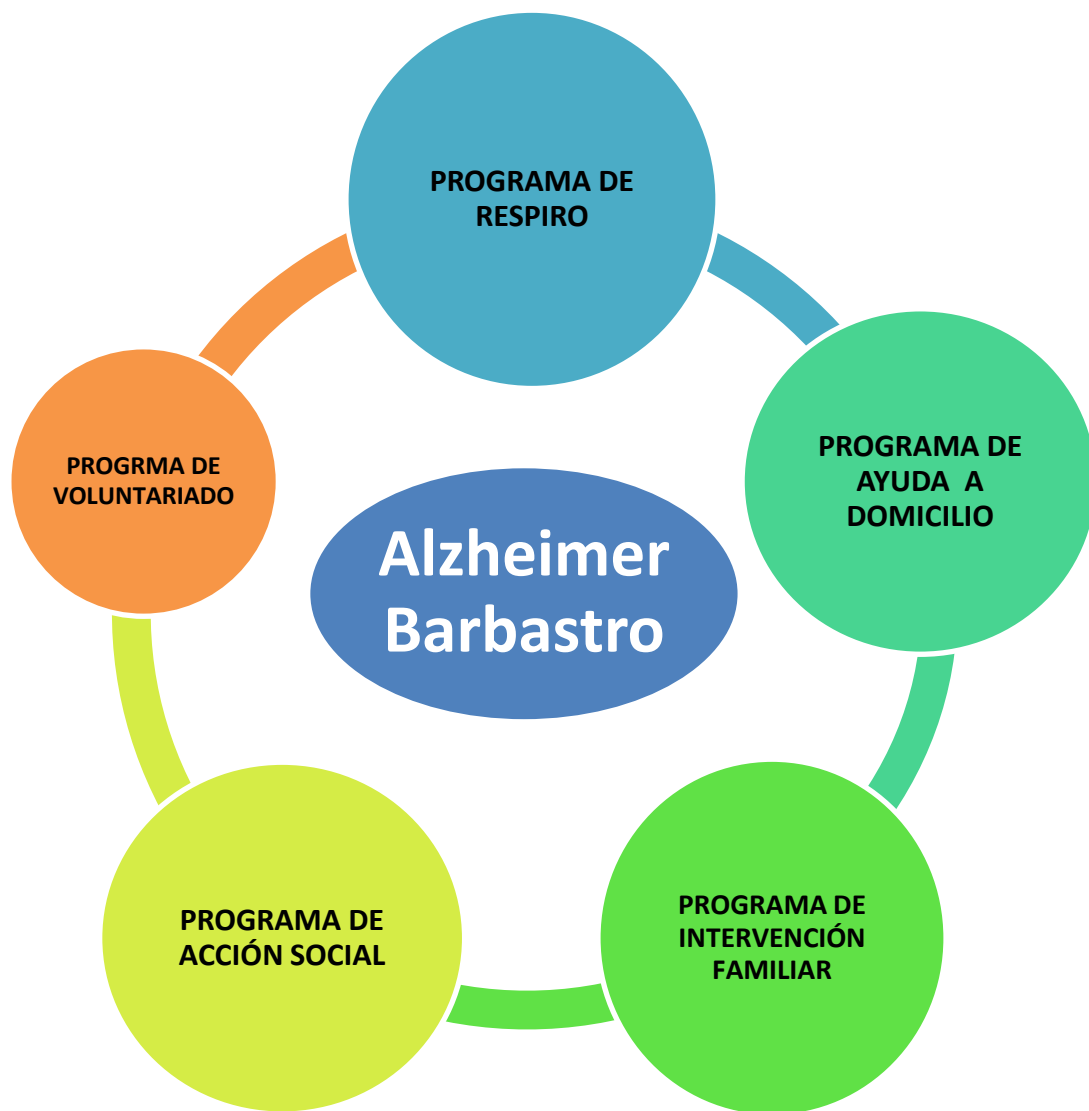 PROGRAMA DE
RESPIRO
PROGRAMA DE
AYUDA  A
DOMICILIO
PROGRMA DE
VOLUNTARIADO
Alzheimer
Barbastro
PROGRAMA DE
ACCIÓN SOCIAL
PROGRAMA DE
INTERVENCIÓN
FAMILIAR